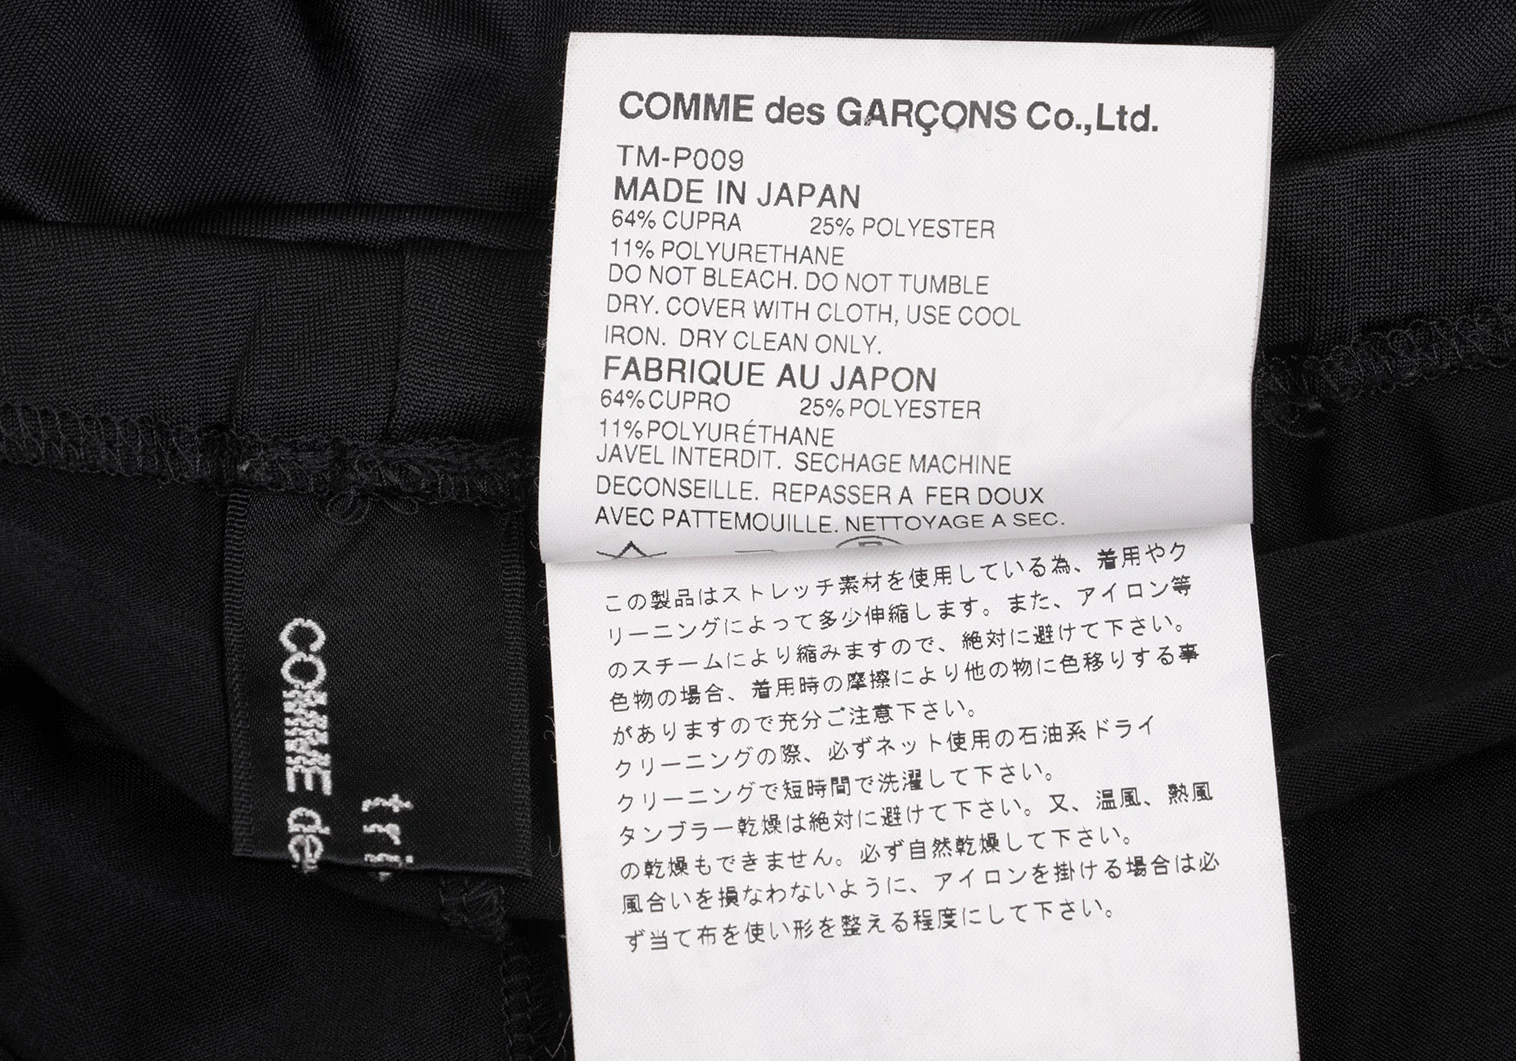 COMME des GARÇONS Co.,Ltd.
TM-P009
MADE IN JAPAN
64% CUPRA 25% POLYESTER
11% POLYURETHANE
DO NOT BLEACH. DO NOT TUMBLE
DRY. COVER WITH CLOTH, USE COOL
IRON. DRY CLEAN ONLY.
FABRIQUE AU JAPON
64%CUPRO 25%POLYESTER
11%POLYURÉTHANE
JAVEL INTERDIT. SECHAGE MACHINE
DECONSEILLE. REPASSER A FER DOUX
AVEC PATTEMOUILLE. NETTOYAGE A SEC.
この製品はストレッチ素材を使用している為、着用やク
リーニングによって多少伸縮します。また、アイロン等
のスチームにより縮みますので、絶対に避けて下さい。
色物の場合、着用時の摩擦により他の物に色移りする事
がありますので充分ご注意下さい。
クリーニングの際、必ずネット使用の石油系ドライ
クリーニングで短時間で洗濯して下さい。
タンブラー乾燥は絶対に避けて下さい。又、温風、熱風
の乾燥もできません。必ず自然乾燥して下さい。
風合いを損なわないように、アイロンを掛ける場合は必
ず当て布を使い形を整える程度にして下さい。
COMME de
tri